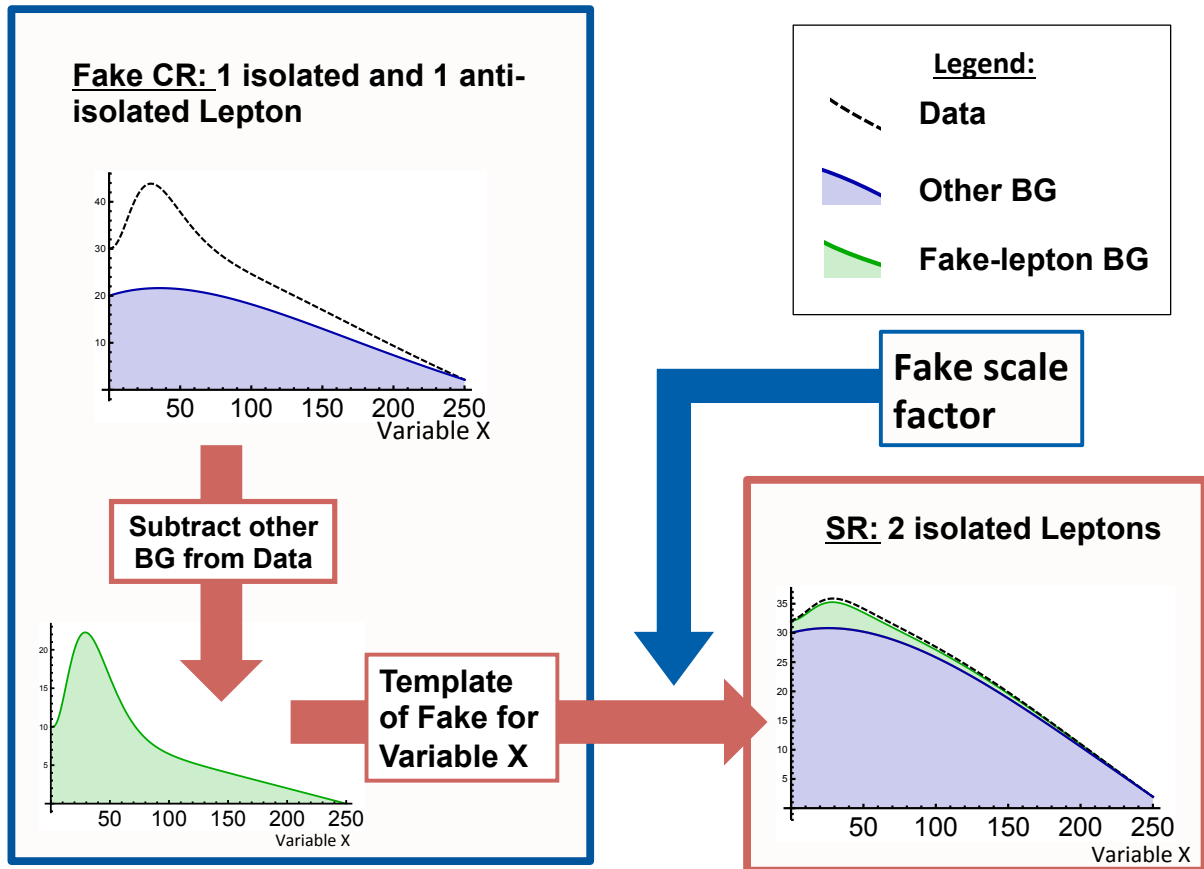 Fake CR: 1 isolated and 1 anti-
isolated Lepton
40
30
20
10
50 100 150 200 250
Variable X
Subtract other
BG from Data
20
15
10
5
50 100 150 200 250
Variable X
Template
of Fake for
Variable X
Legend:
Data
Other BG
Fake-lepton BG
Fake scale
factor
SR: 2 isolated Leptons
35
30
25
20
15
10
5
50 100 150 200 250
Variable X